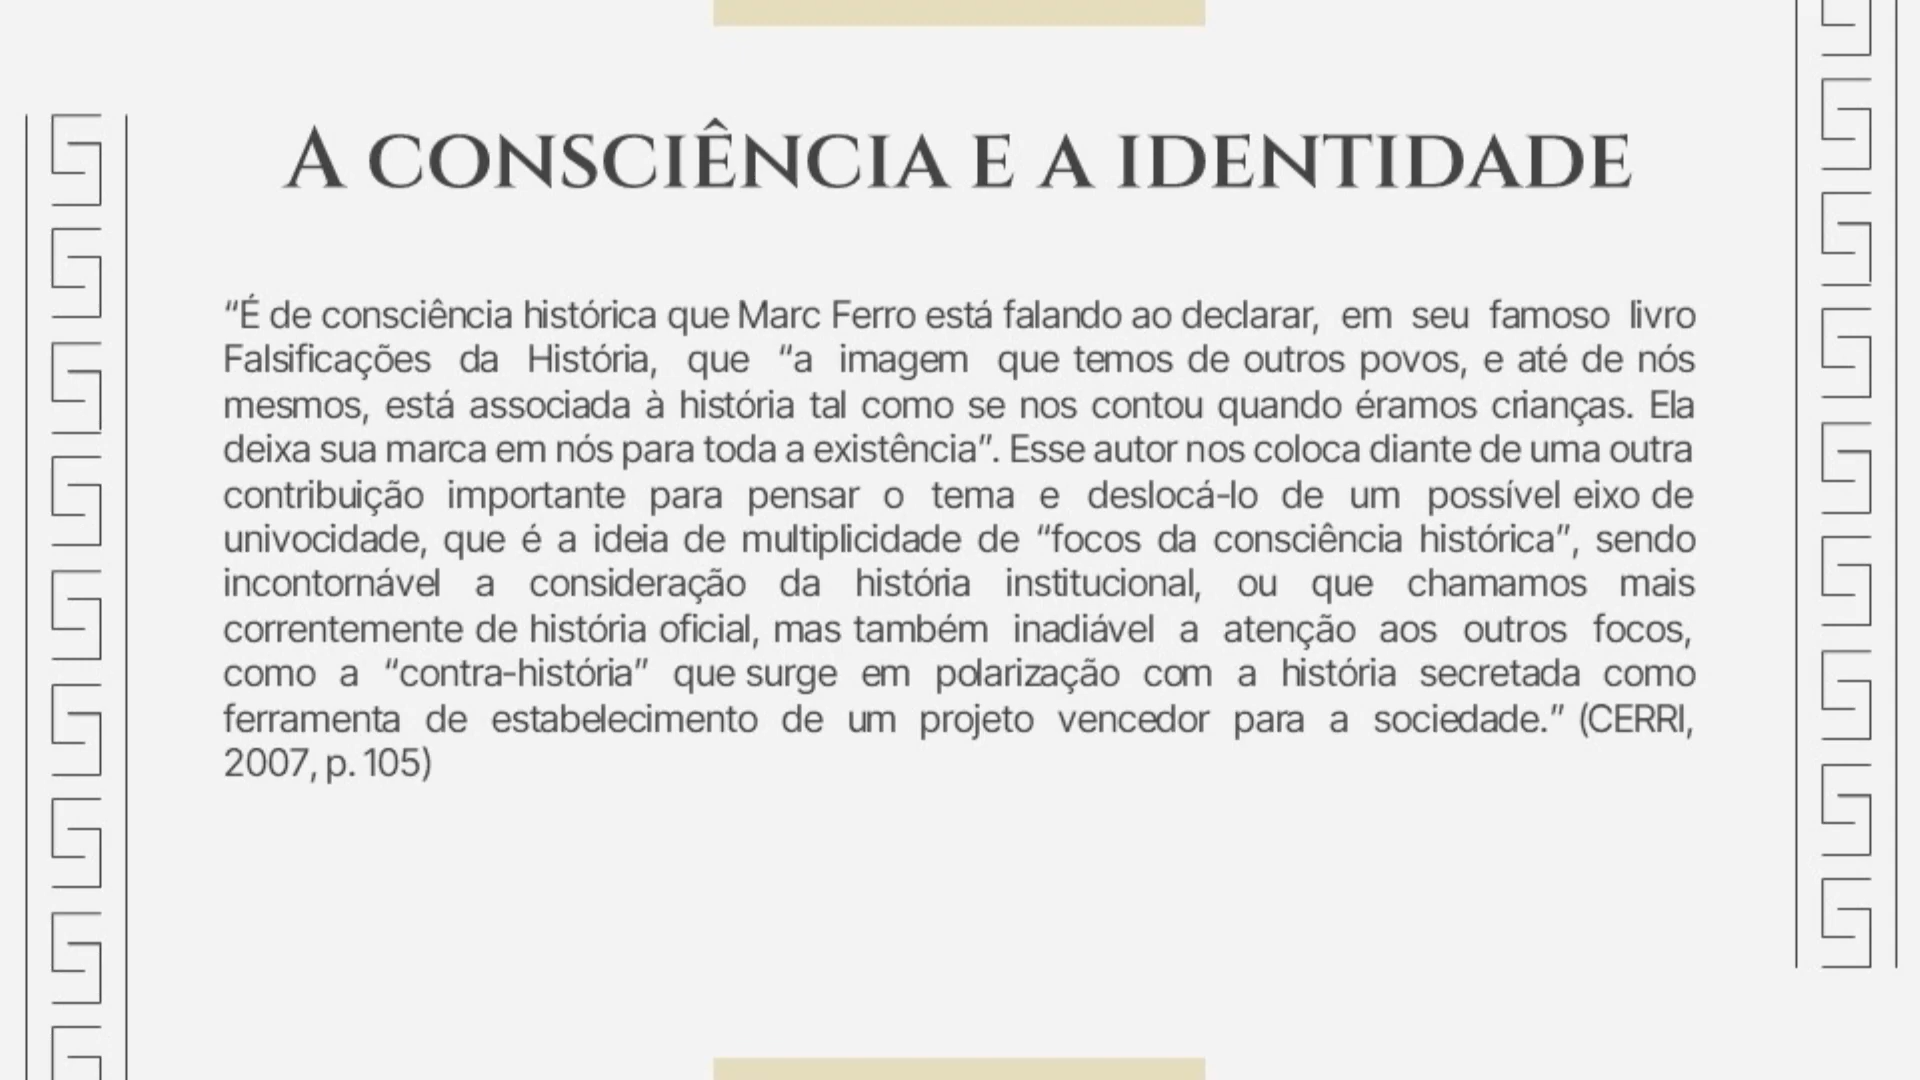 A CONSCIÊNCIA E A IDENTIDADE
“É de consciência histórica que Marc Ferro está falando ao declarar, em seu famoso livro
Falsificações da História, que “a imagem que temos de outros povos, e até de nós
mesmos, está associada à história tal como se nos contou quando éramos crianças. Ela
deixa sua marca em nós para toda a existência”. Esse autor nos coloca diante de uma outra
contribuição importante para pensar o tema e deslocá-lo de um possível eixo de
univocidade, que é a ideia de multiplicidade de “focos da consciência histórica”, sendo
incontornável a consideração da história institucional, ou que chamamos mais
correntemente de história oficial, mas também inadiável a atenção aos outros focos,
como a “contra-história” que surge em polarização com a história secretada como
ferramenta de estabelecimento de um projeto vencedor para a sociedade.” (CERRI,
2007, p. 105)